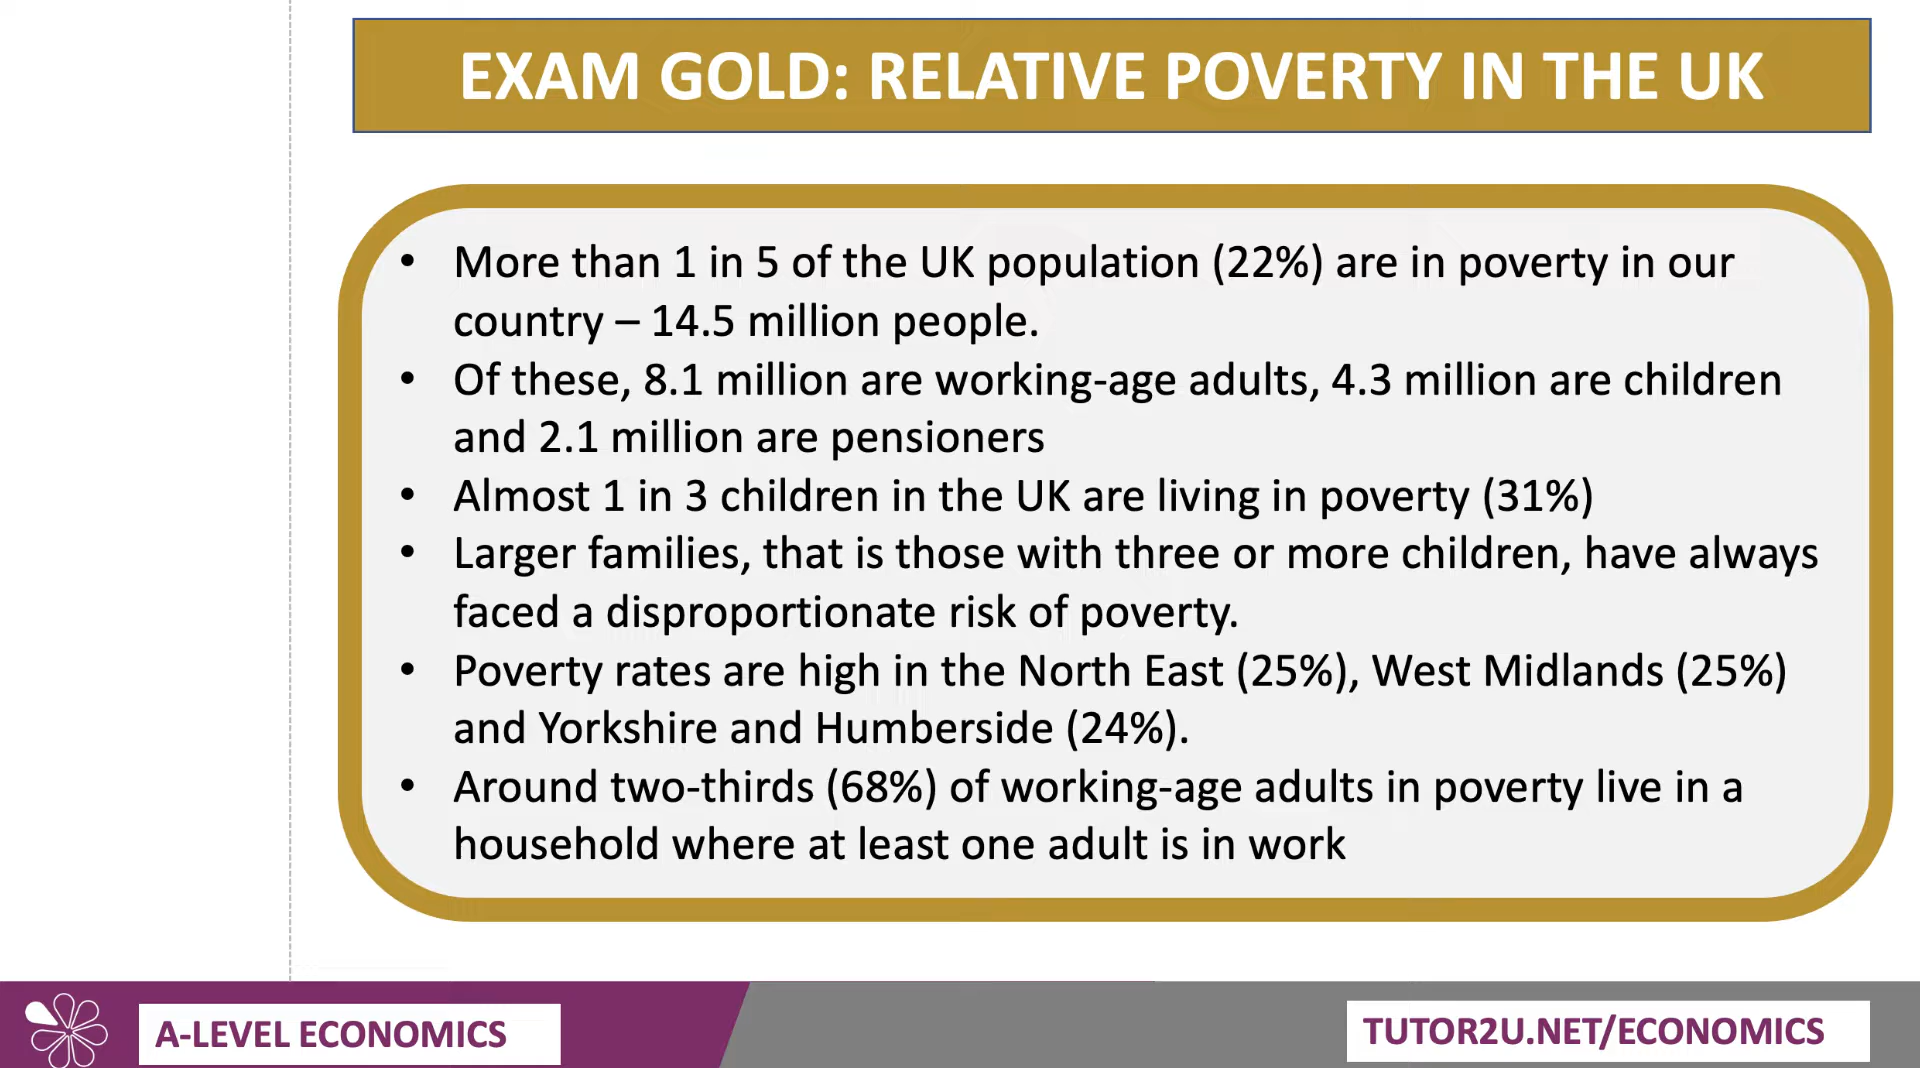 EXAM GOLD: RELATIVE POVERTY IN THE UK
• More than 1 in 5 of the UK population (22%) are in poverty in our
country – 14.5 million people.
• Of these, 8.1 million are working-age adults, 4.3 million are children
and 2.1 million are pensioners
• Almost 1 in 3 children in the UK are living in poverty (31%)
• Larger families, that is those with three or more children, have always
faced a disproportionate risk of poverty.
• Poverty rates are high in the North East (25%), West Midlands (25%)
and Yorkshire and Humberside (24%).
• Around two-thirds (68%) of working-age adults in poverty live in a
household where at least one adult is in work
A-LEVEL ECONOMICS
TUTOR2U.NET/ECONOMICS